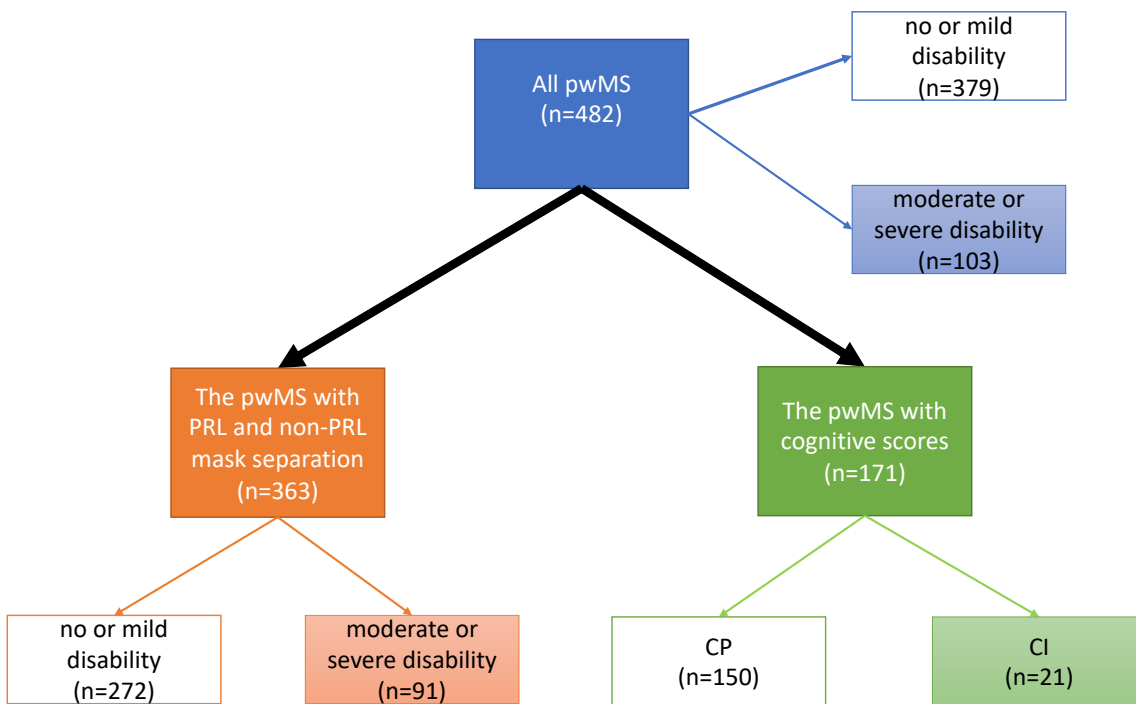 no or mild
disability
(n=379)
All pwMS
(n=482)
moderate or
severe disability
(n=103)
The pwMS with
PRL and non-PRL
mask separation
(n=363)
The pwMS with
cognitive scores
(n=171)
no or mild
disability
(n=272)
moderate or
severe disability
(n=91)
CP
(n=150)
CI
(n=21)